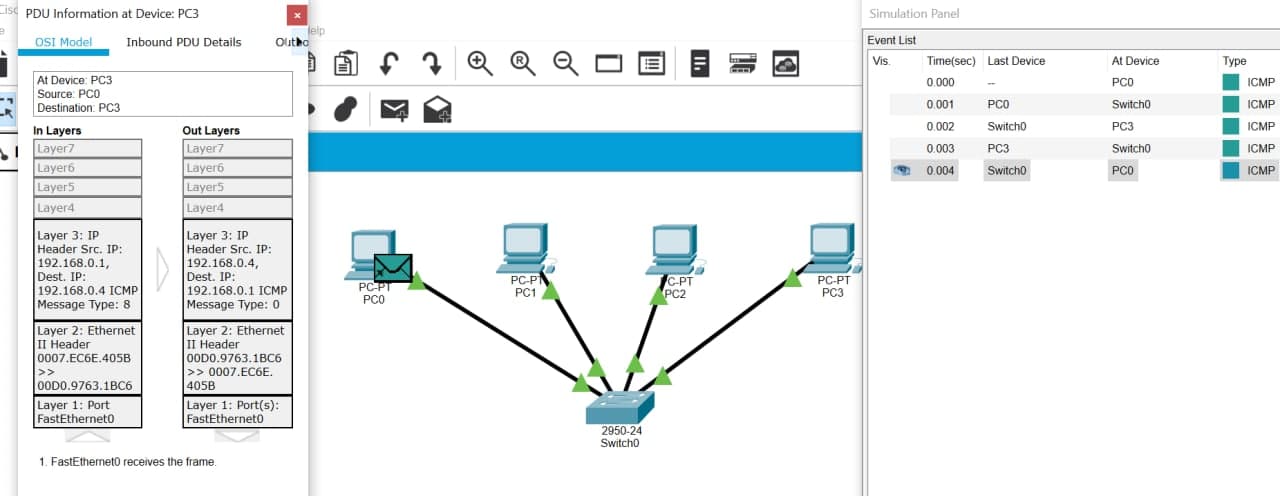 PDU Information at Device: PC3
OSI Model
Inbound PDU Details
At Device: PC3
Source: PC0
Destination: PC3
In Layers
Layer7
Layer6
Layer5
Layer4
Layer 3: IP
Header Src. IP:
192.168.0.1,
Dest. IP:
192.168.0.4 ICMP
Message Type: 8
Layer 2: Ethernet
II Header
0007.EC6E.405B
>>
00D0.9763.1BC6
Layer 1: Port
FastEthernet0
Out Layers
Layer7
Layer6
Layer5
Layer4
Layer 3: IP
Header Src. IP:
192.168.0.4,
Dest. IP:
192.168.0.1 ICMP
Message Type: 0
Layer 2: Ethernet
II Header
00D0.9763.1BC6
>> 0007.EC6E.
405B
Layer 1: Port(s):
FastEthernet0
1. FastEthernet0 receives the frame.
PC-PT
PC0
PC-PT
PC1
PC-PT
PC2
PC-PT
PC3
2950-24
Switch0
Simulation Panel
Event List
Vis. Time(sec) Last Device At Device Type
0.000 -- PC0 ICMP
0.001 PC0 Switch0 ICMP
0.002 Switch0 PC3 ICMP
0.003 PC3 Switch0 ICMP
0.004 Switch0 PC0 ICMP